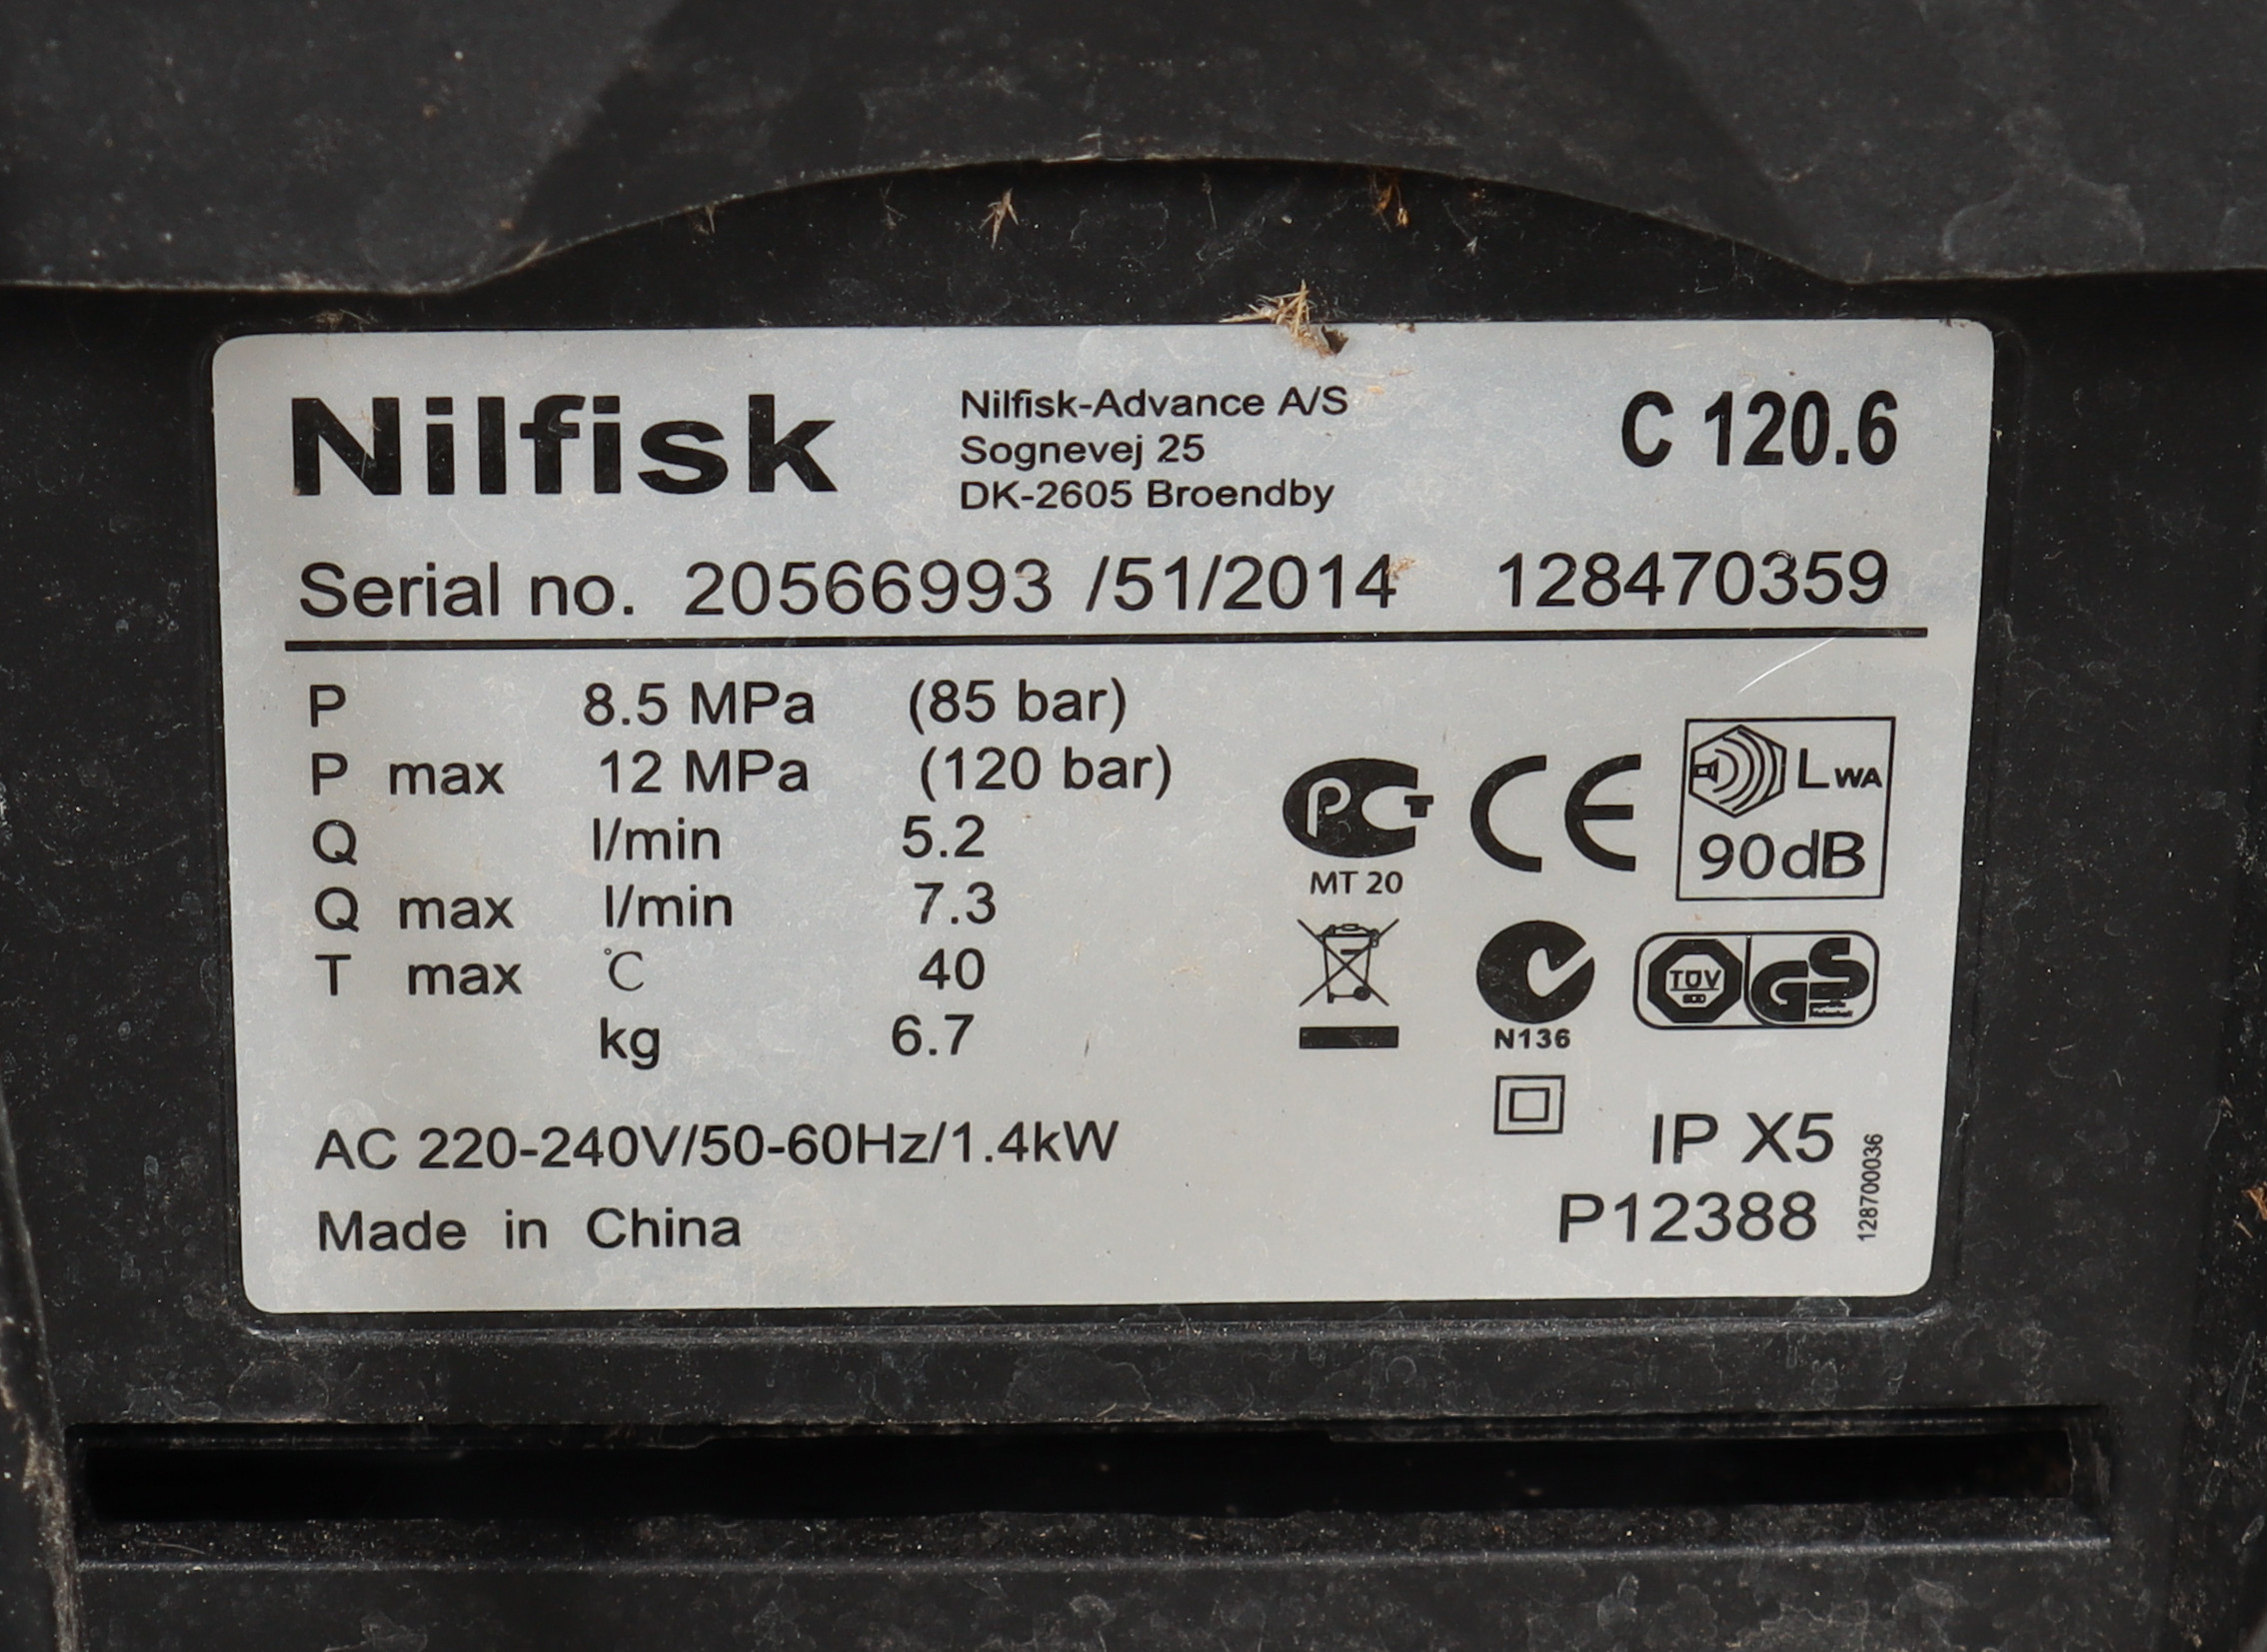 Nilfisk
Nilfisk-Advance A/S
Sognevej 25
DK-2605 Broendby
C 120.6
Serial no. 20566993 /51/2014 128470359
P 8.5 MPa (85 bar)
P max 12 MPa (120 bar)
Q l/min 5.2
Q max l/min 7.3
T max °C 40
kg 6.7
AC 220-240V/50-60Hz/1.4kW
Made in China
PCT
MT 20
CE
LWA
90dB
N136
TÜV
GS
IP X5
P12388
128700036